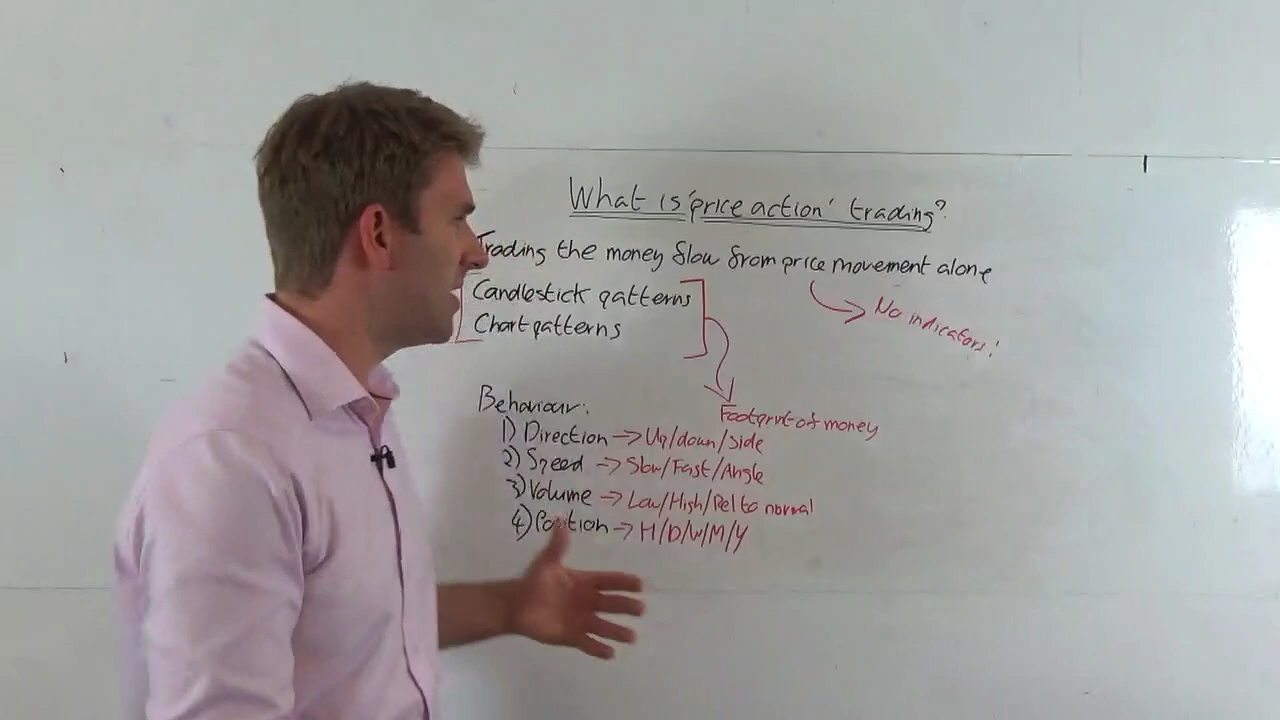 What is 'price action' trading?
Trading the money flow from price movement alone
No indicators!
Candlestick patterns
Chart patterns
Footprint of money
Behaviour:
1) Direction → Up/down/side
2) Speed → Slow/Fast/Angle
3) Volume → Low/High/Rel to normal
4) Position → H/D/W/M/Y